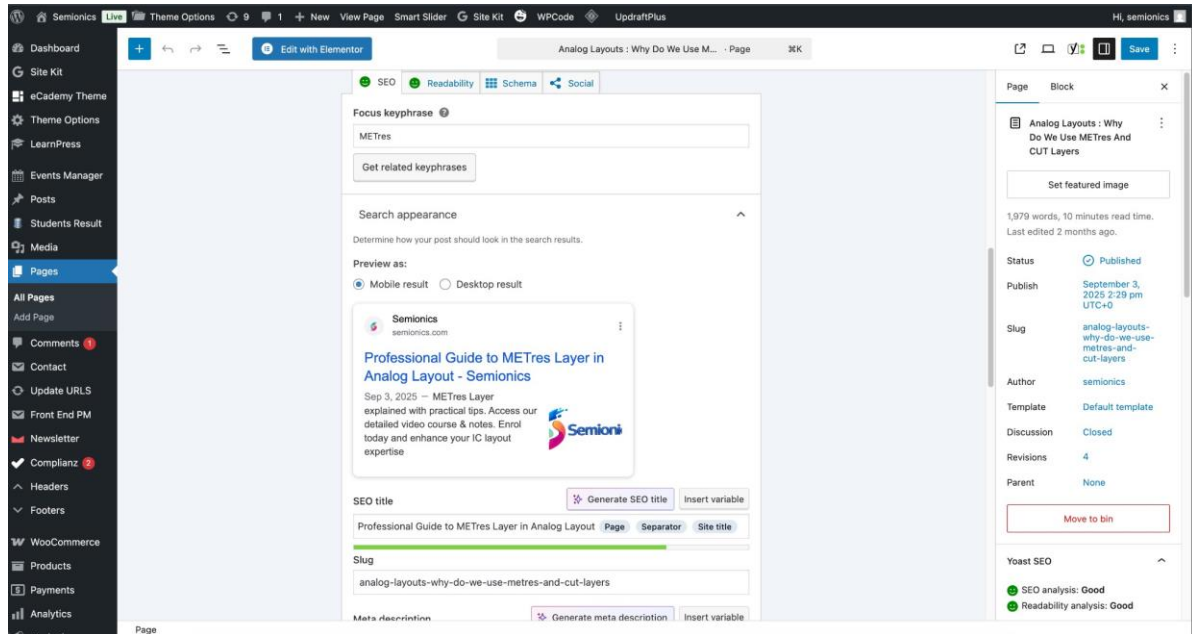 Semionics Live Theme Options 9 1 + New View Page Smart Slider G Site Kit WPCode UpdraftPlus Hi, semionics
Dashboard
Site Kit
eCademy Theme
Theme Options
LearnPress
Events Manager
Posts
Students Result
Media
Pages
All Pages
Add Page
Comments 1
Contact
Update URLS
Front End PM
Newsletter
Complianz 2
Headers
Footers
WooCommerce
Products
Payments
Analytics
Edit with Elementor
Analog Layouts : Why Do We Use M... · Page ⌘K
Save
SEO Readability Schema Social
Focus keyphrase
METres
Get related keyphrases
Search appearance
Determine how your post should look in the search results.
Preview as:
Mobile result Desktop result
Semionics
semionics.com
Professional Guide to METres Layer in
Analog Layout - Semionics
Sep 3, 2025 — METres Layer
explained with practical tips. Access our
detailed video course & notes. Enrol
today and enhance your IC layout
expertise
Semioni
SEO title Generate SEO title Insert variable
Professional Guide to METres Layer in Analog Layout Page Separator Site title
Slug
analog-layouts-why-do-we-use-metres-and-cut-layers
Meta description Generate meta description Insert variable
Page
Page Block
Analog Layouts : Why
Do We Use METres And
CUT Layers
Set featured image
1,979 words, 10 minutes read time.
Last edited 2 months ago.
Status Published
Publish September 3,
2025 2:29 pm
UTC+0
Slug analog-layouts-
why-do-we-use-
metres-and-
cut-layers
Author semionics
Template Default template
Discussion Closed
Revisions 4
Parent None
Move to bin
Yoast SEO
SEO analysis: Good
Readability analysis: Good